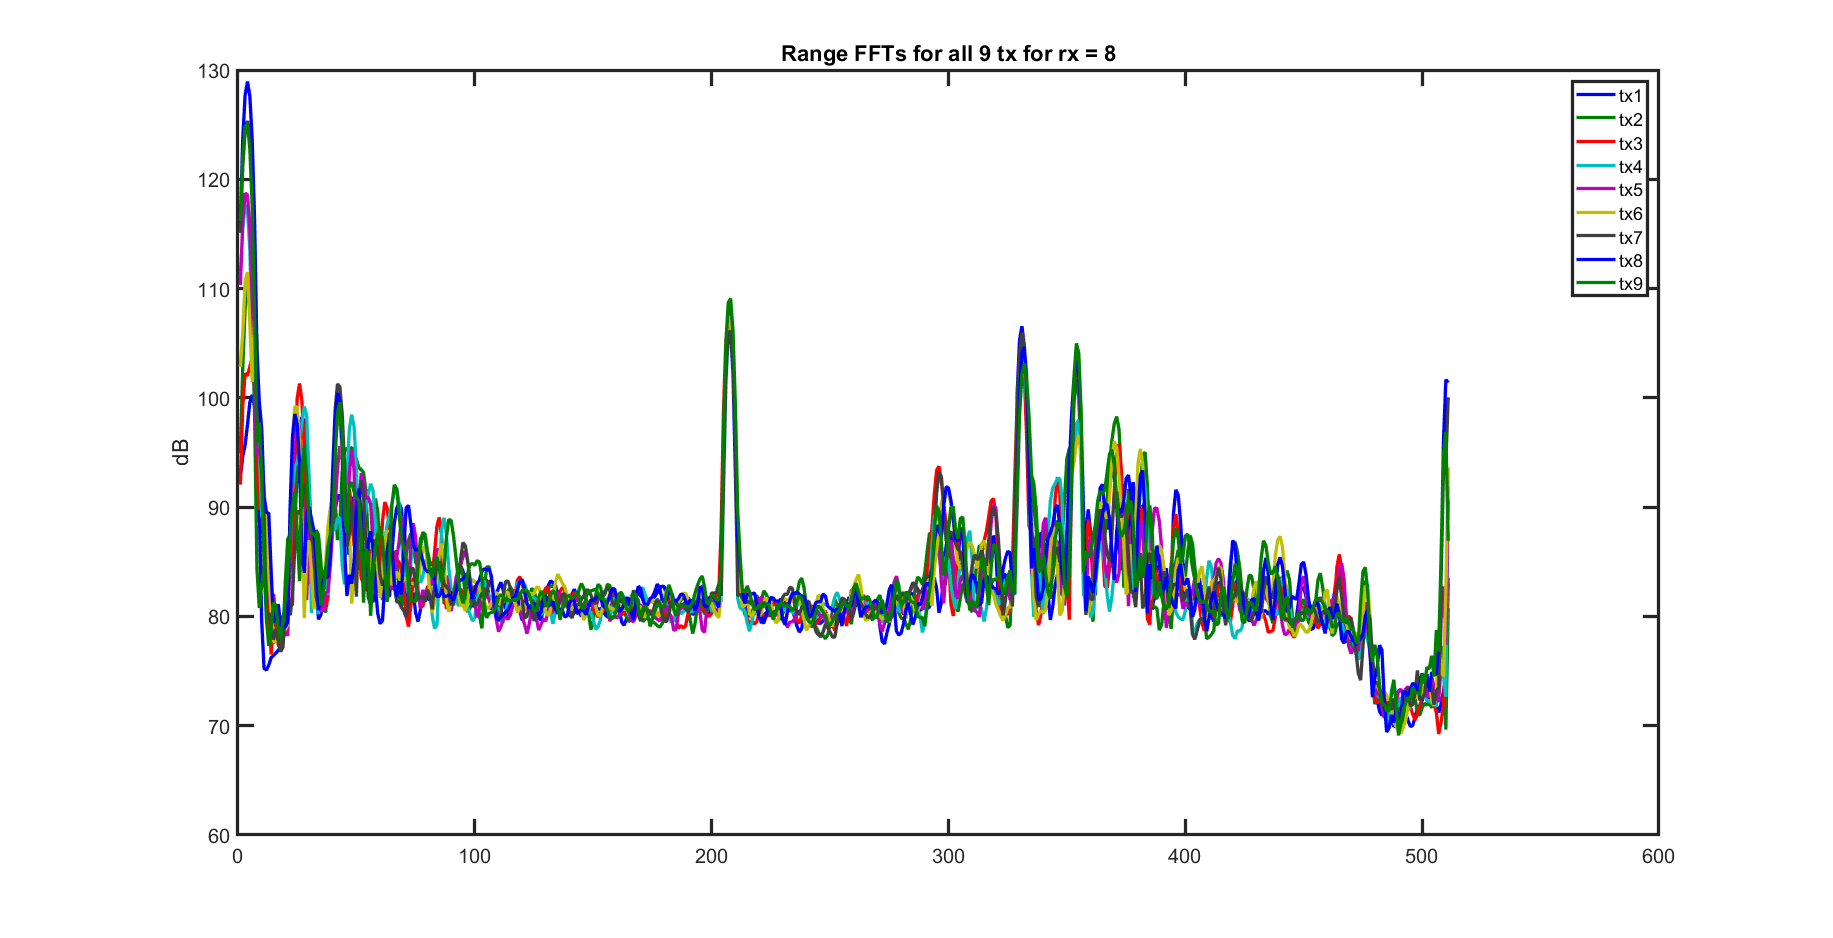 Range FFTs for all 9 tx for rx = 8
130
120
110
100
90
80
70
60
dB
0
100
200
300
400
500
600
tx1
tx2
tx3
tx4
tx5
tx6
tx7
tx8
tx9